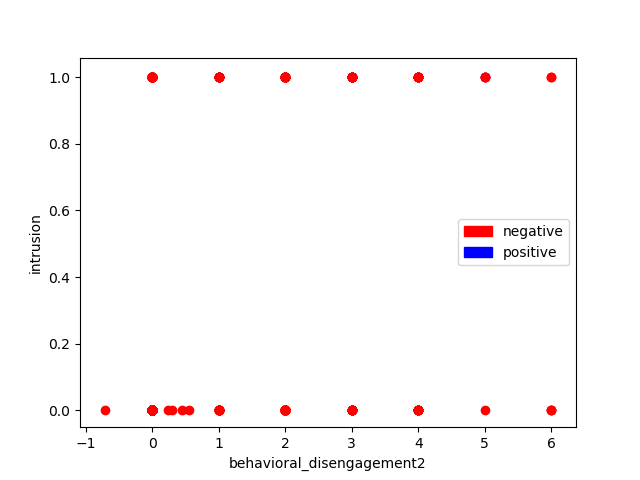 1.0
0.8
0.6
0.4
0.2
0.0
intrusion
negative
positive
−1 0 1 2 3 4 5 6
behavioral_disengagement2